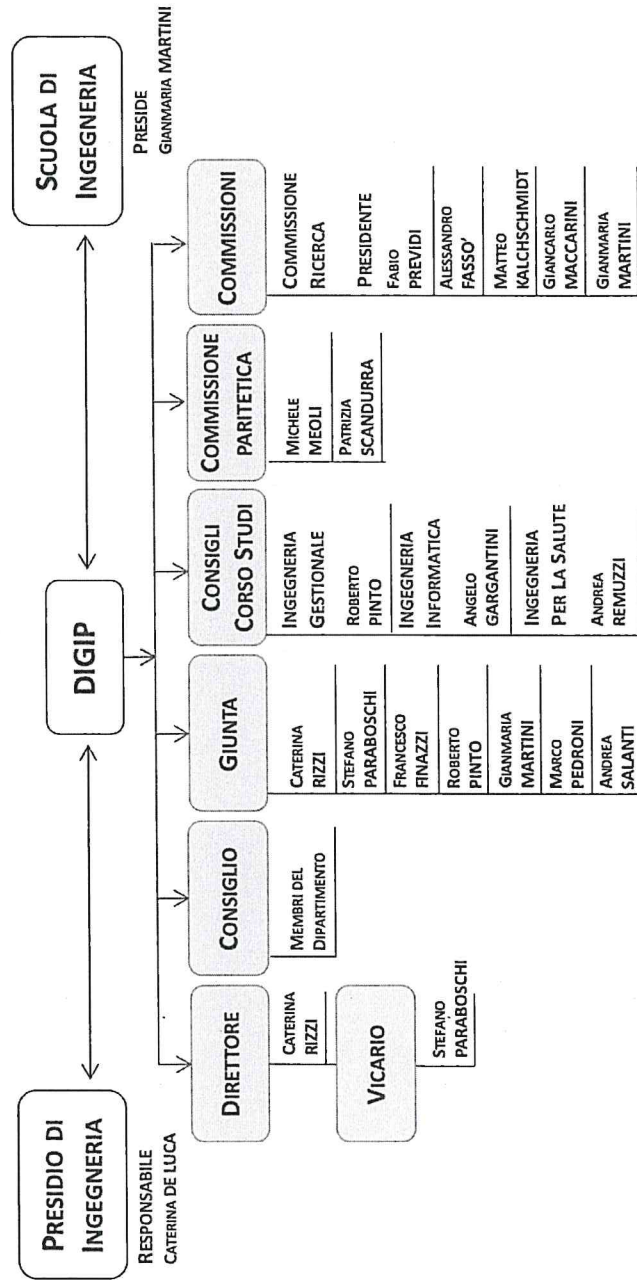 PRESIDIO DI
INGEGNERIA
RESPONSABILE
CATERINA DE LUCA
DIGIP
SCUOLA DI
INGEGNERIA
PRESIDE
GIANMARIA MARTINI
DIRETTORE
CATERINA
RIZZI
VICARIO
STEFANO
PARABOSCHI
CONSIGLIO
MEMBRI DEL
DIPARTIMENTO
GIUNTA
CATERINA
RIZZI
STEFANO
PARABOSCHI
FRANCESCO
FINAZZI
ROBERTO
PINTO
GIANMARIA
MARTINI
MARCO
PEDRONI
ANDREA
SALANTI
CONSIGLI
CORSO STUDI
INGEGNERIA
GESTIONALE
ROBERTO
PINTO
INGEGNERIA
INFORMATICA
ANGELO
GARGANTINI
INGEGNERIA
PER LA SALUTE
ANDREA
REMUZZI
COMMISSIONE
PARITETICA
MICHELE
MEOLI
PATRIZIA
SCANDURRA
COMMISSIONI
COMMISSIONE
RICERCA
PRESIDENTE
FABIO
PREVIDI
ALESSANDRO
FASSO'
MATTEO
KALCHSCHMIDT
GIANCARLO
MACCARINI
GIANMARIA
MARTINI